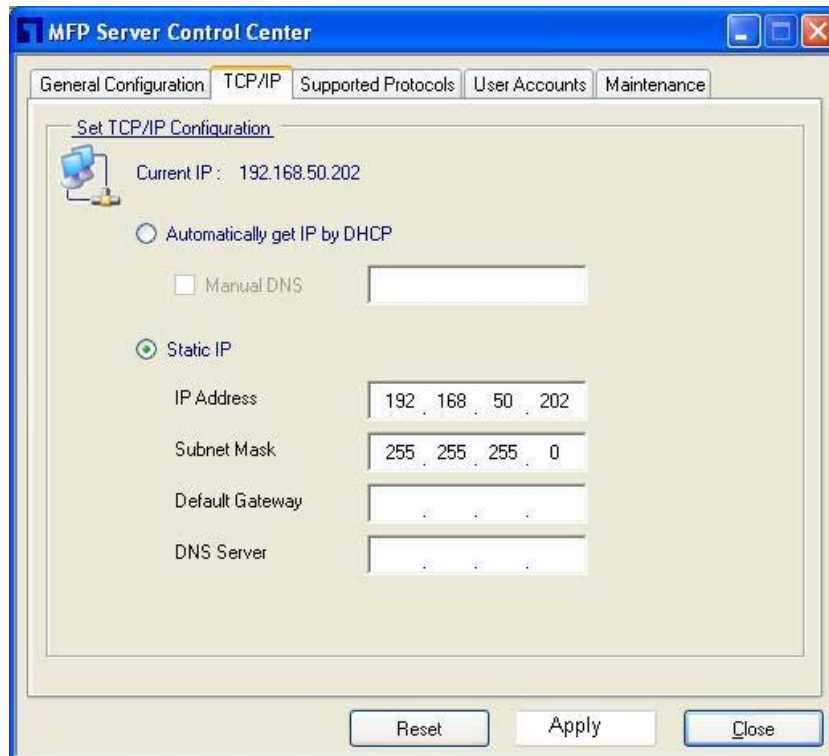 MFP Server Control Center
General Configuration TCP/IP Supported Protocols User Accounts Maintenance
Set TCP/IP Configuration
Current IP : 192.168.50.202
Automatically get IP by DHCP
Manual DNS
Static IP
IP Address 192 . 168 . 50 . 202
Subnet Mask 255 . 255 . 255 . 0
Default Gateway . . .
DNS Server . . .
Reset Apply Close